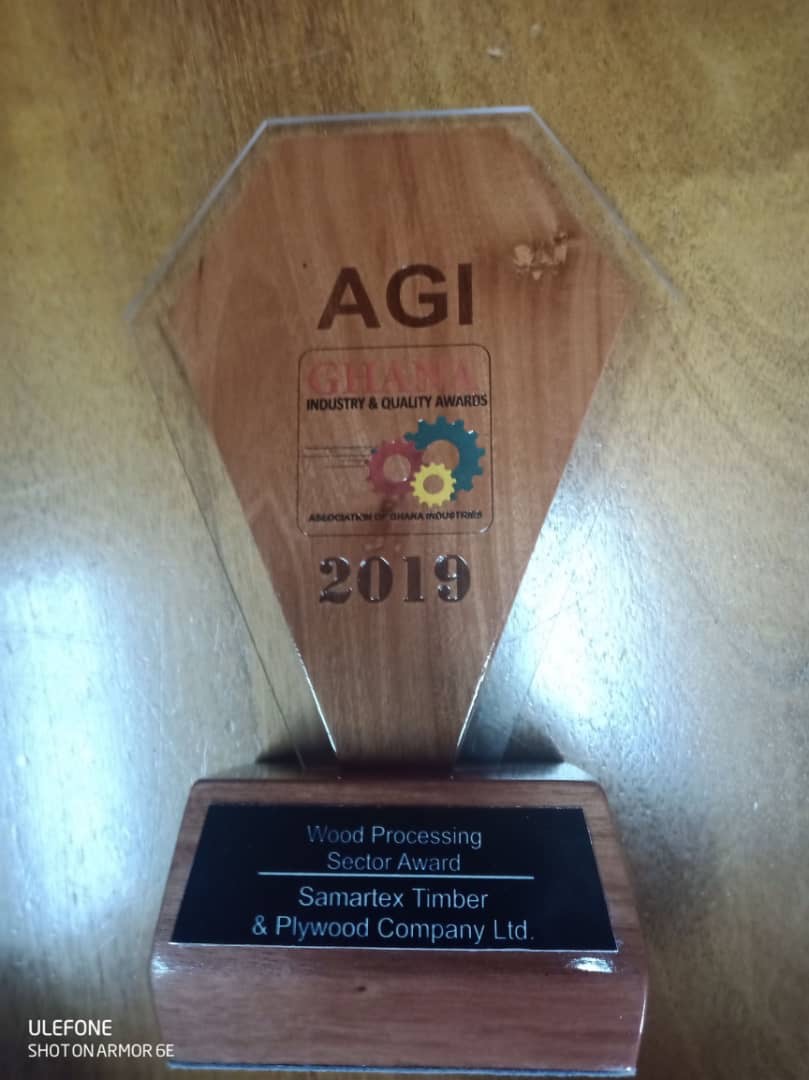 AGI
GHANA
INDUSTRY & QUALITY AWARDS
ASSOCIATION OF GHANA INDUSTRIES
2019
Wood Processing
Sector Award
Samartex Timber
& Plywood Company Ltd.
ULEFONE
SHOT ON ARMOR 6E